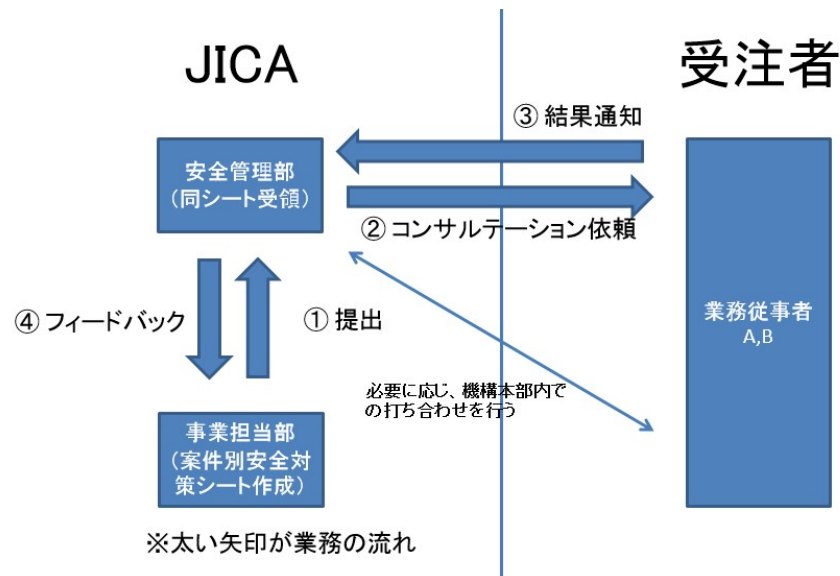 JICA
受注者
③ 結果通知
安全管理部
(同シート受領)
② コンサルテーション依頼
④ フィードバック
① 提出
業務従事者
A,B
必要に応じ、機構本部内で
の打ち合わせを行う
事業担当部
(案件別安全対
策シート作成)
※太い矢印が業務の流れ